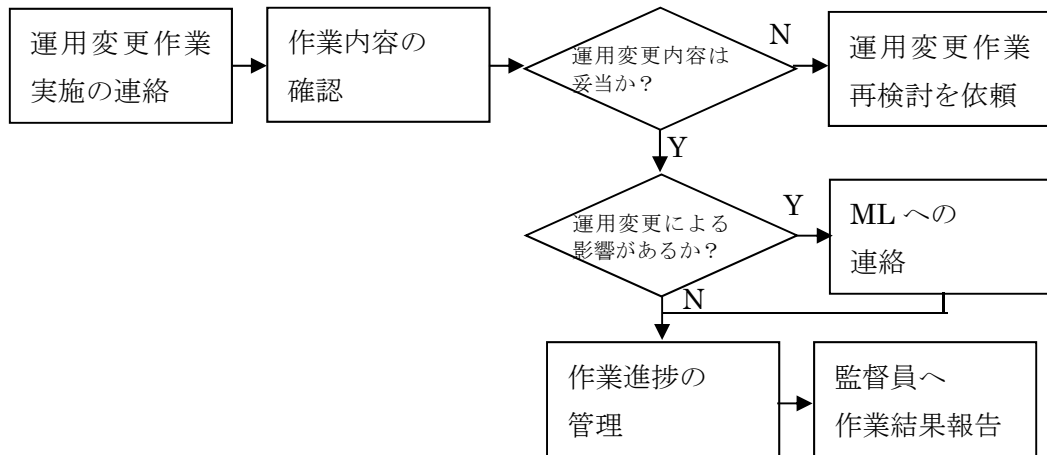 運用変更作業
実施の連絡
作業内容の
確認
運用変更内容は
妥当か？
N
運用変更作業
再検討を依頼
Y
運用変更による
影響があるか？
Y
ML への
連絡
N
作業進捗の
管理
監督員へ
作業結果報告